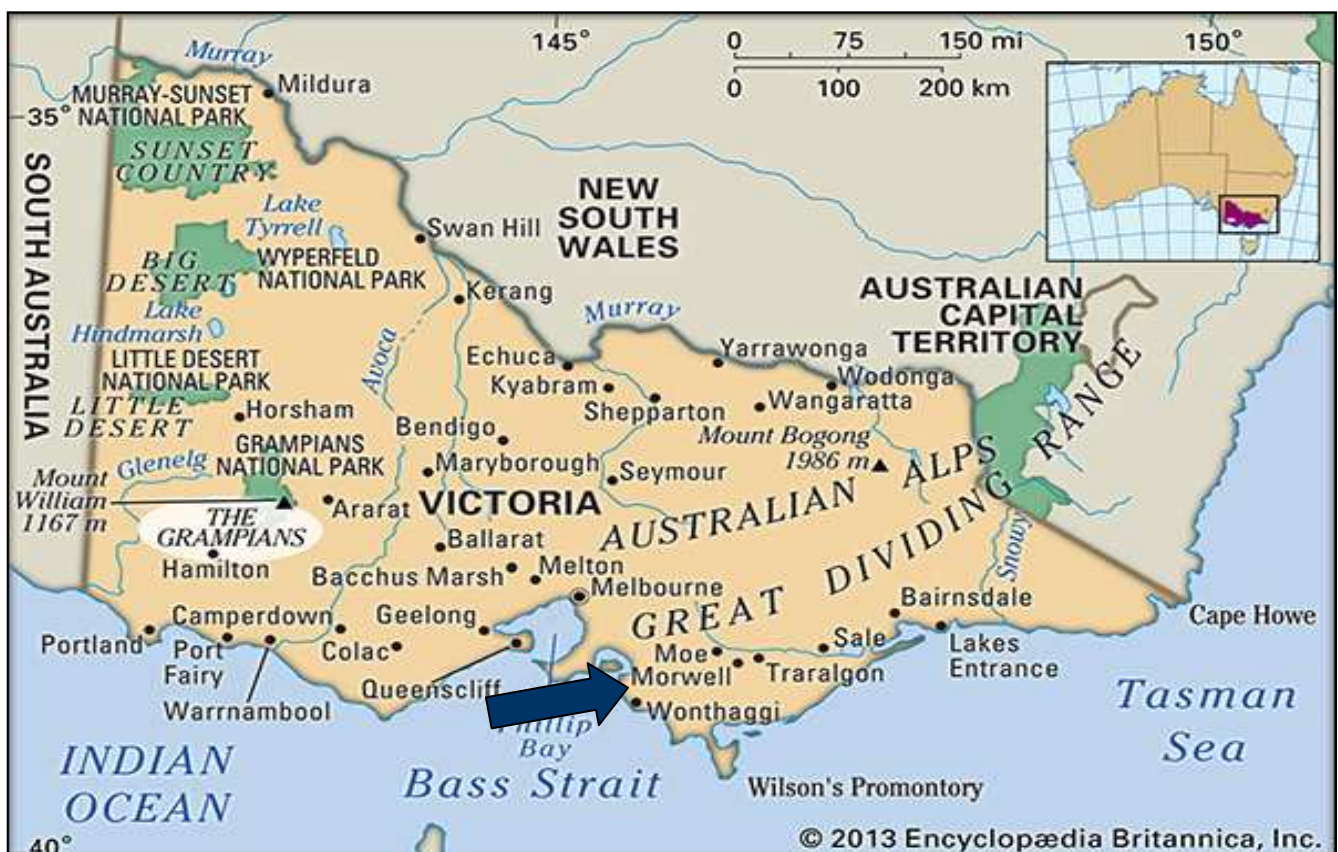 Murray
145°
0 75 150 mi
0 100 200 km
150°
Mildura
MURRAY-SUNSET
NATIONAL PARK
35°
SUNSET
COUNTRY
SOUTH AUSTRALIA
NEW
SOUTH
WALES
Lake
Tyrrell
Swan Hill
BIG
DESERT
WYPERFELD
NATIONAL PARK
Kerang
Lake
Hindmarsh
Avoca
Murray
AUSTRALIAN
CAPITAL
TERRITORY
LITTLE DESERT
NATIONAL PARK
LITTLE
DESERT
Horsham
Echuca
Kyabram
Shepparton
Yarrawonga
Wodonga
Wangaratta
Bendigo
Mount Bogong
1986 m
GRAMPIANS
NATIONAL PARK
Glenelg
Mount
William
1167 m
Maryborough
Seymour
Ararat
VICTORIA
THE
GRAMPIANS
AUSTRALIAN ALPS
GREAT DIVIDING RANGE
Snowy
Hamilton
Ballarat
Bacchus Marsh
Melton
Melbourne
Camperdown
Geelong
Bairnsdale
Cape Howe
Portland
Port
Fairy
Colac
Moe
Sale
Lakes
Entrance
Morwell
Traralgon
Queenscliff
Warrnambool
Wonthaggi
Phillip
Bay
Tasman
Sea
INDIAN
OCEAN
Bass Strait
Wilson's Promontory
40°
© 2013 Encyclopædia Britannica, Inc.